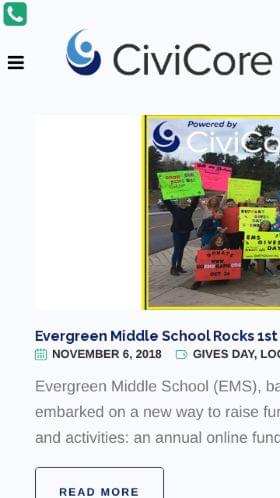 CiviCore
Powered by
CiviCo
EMS
GIVES
DAY
DONATE
OCT 24
Evergreen Middle School Rocks 1st
NOVEMBER 6, 2018 GIVES DAY, LO
Evergreen Middle School (EMS), ba
embarked on a new way to raise fu
and activities: an annual online fund
READ MORE